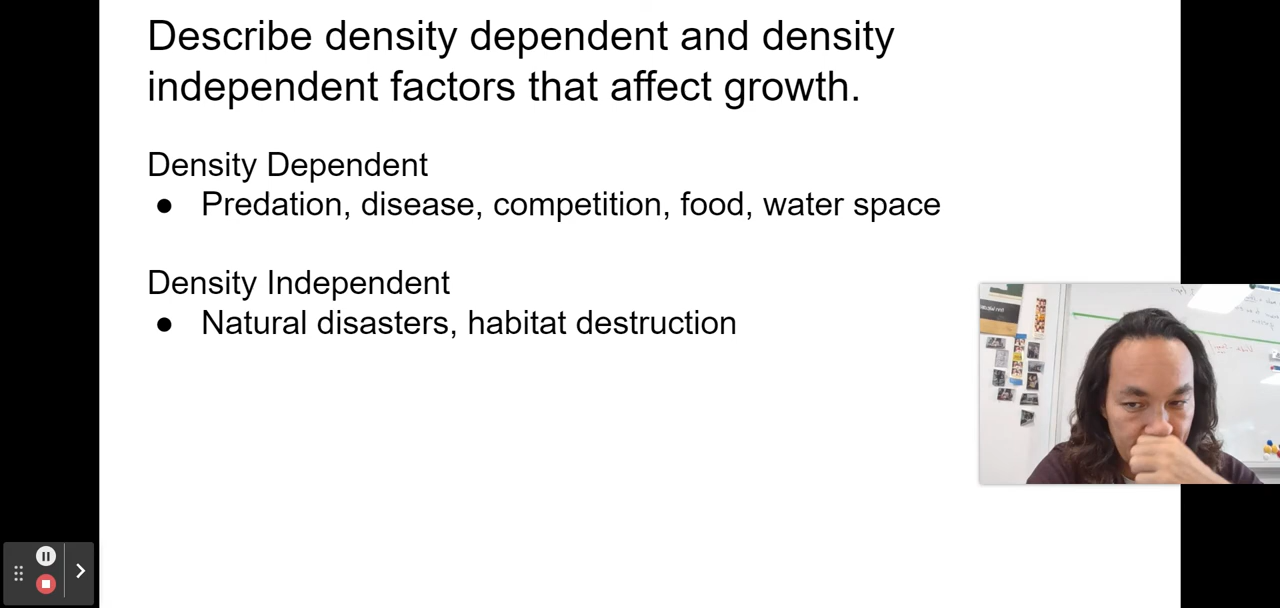 Describe density dependent and density
independent factors that affect growth.
Density Dependent
● Predation, disease, competition, food, water space
Density Independent
● Natural disasters, habitat destruction